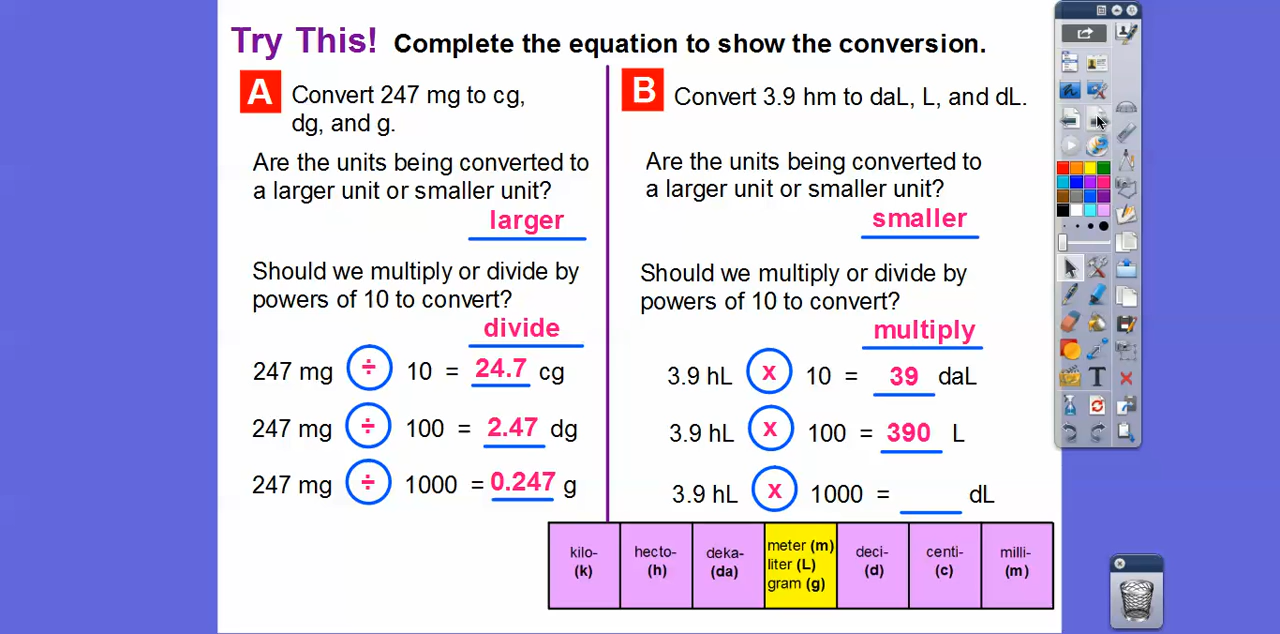 Try This! Complete the equation to show the conversion.
A Convert 247 mg to cg,
dg, and g.
Are the units being converted to
a larger unit or smaller unit?
larger
Should we multiply or divide by
powers of 10 to convert?
divide
247 mg ÷ 10 = 24.7 cg
247 mg ÷ 100 = 2.47 dg
247 mg ÷ 1000 = 0.247 g
B Convert 3.9 hm to daL, L, and dL.
Are the units being converted to
a larger unit or smaller unit?
smaller
Should we multiply or divide by
powers of 10 to convert?
multiply
3.9 hL x 10 = 39 daL
3.9 hL x 100 = 390 L
3.9 hL x 1000 = dL
kilo-
(k)
hecto-
(h)
deka-
(da)
meter (m)
liter (L)
gram (g)
deci-
(d)
centi-
(c)
milli-
(m)
T